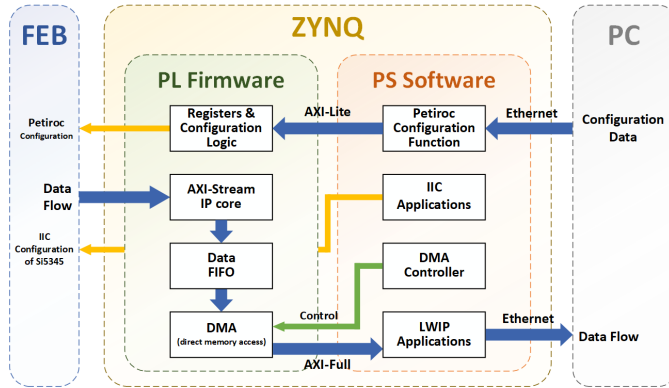 FEB
ZYNQ
PC
PL Firmware
PS Software
Petiroc
Configuration
Registers &
Configuration
Logic
AXI-Lite
Petiroc
Configuration
Function
Ethernet
Configuration
Data
Data
Flow
AXI-Stream
IP core
IIC
Applications
IIC
Configuration
of Si5345
Data
FIFO
DMA
Controller
DMA
(direct memory access)
Control
LWIP
Applications
Ethernet
Data Flow
AXI-Full